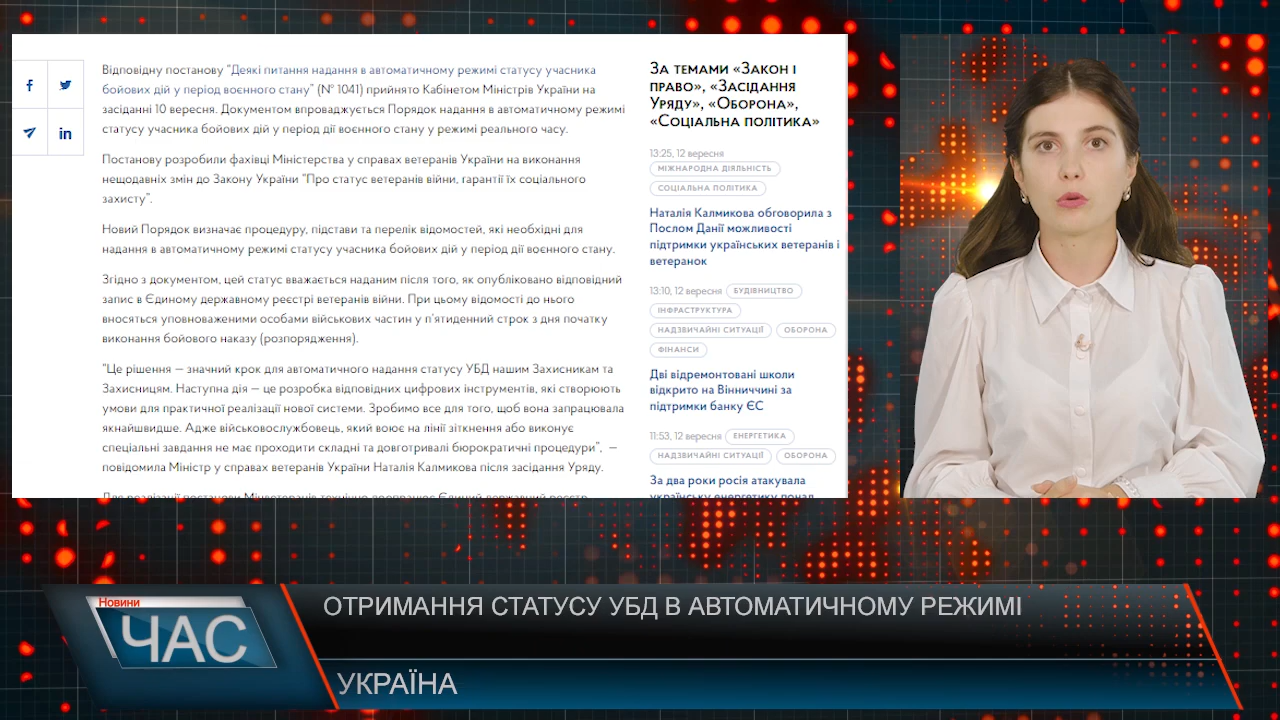 Відповідну постанову “Деякі питання надання в автоматичному режимі статусу учасника
бойових дій у період воєнного стану” (№ 1041) прийнято Кабінетом Міністрів України на
засіданні 10 вересня. Документом впроваджується Порядок надання в автоматичному режимі
статусу учасника бойових дій у період дії воєнного стану у режимі реального часу.
Постанову розробили фахівці Міністерства у справах ветеранів України на виконання
нещодавніх змін до Закону України “Про статус ветеранів війни, гарантії їх соціального
захисту”.
Новий Порядок визначає процедуру, підстави та перелік відомостей, які необхідні для
надання в автоматичному режимі статусу учасника бойових дій у період дії воєнного стану.
Згідно з документом, цей статус вважається наданим після того, як опубліковано відповідний
запис в Єдиному державному реєстрі ветеранів війни. При цьому відомості до нього
вносяться уповноваженими особами військових частин у п’ятиденний строк з дня початку
виконання бойового наказу (розпорядження).
“Це рішення — значний крок для автоматичного надання статусу УБД нашим Захисникам та
Захисницям. Наступна дія — це розробка відповідних цифрових інструментів, які створюють
умови для практичної реалізації нової системи. Зробимо все для того, щоб вона запрацювала
якнайшвидше. Адже військовослужбовець, який воює на лінії зіткнення або виконує
спеціальні завдання не має проходити складні та довготривалі бюрократичні процедури”, —
повідомила Міністр у справах ветеранів України Наталія Калмикова після засідання Уряду.
Для реалізації постанови Мінветеранів технічно доопрацює Єдиний державний реєстр
За темами «Закон і
право», «Засідання
Уряду», «Оборона»,
«Соціальна політика»
13:25, 12 вересня
МІЖНАРОДНА ДІЯЛЬНІСТЬ
СОЦІАЛЬНА ПОЛІТИКА
Наталія Калмикова обговорила з
Послом Данії можливості
підтримки українських ветеранів і
ветеранок
13:10, 12 вересня БУДІВНИЦТВО
ІНФРАСТРУКТУРА
НАДЗВИЧАЙНІ СИТУАЦІЇ ОБОРОНА
ФІНАНСИ
Дві відремонтовані школи
відкрито на Вінниччині за
підтримки банку ЄС
11:53, 12 вересня ЕНЕРГЕТИКА
НАДЗВИЧАЙНІ СИТУАЦІЇ ОБОРОНА
За два роки росія атакувала
українську енергетику понад
Новини
ЧАС
ОТРИМАННЯ СТАТУСУ УБД В АВТОМАТИЧНОМУ РЕЖИМІ
УКРАЇНА